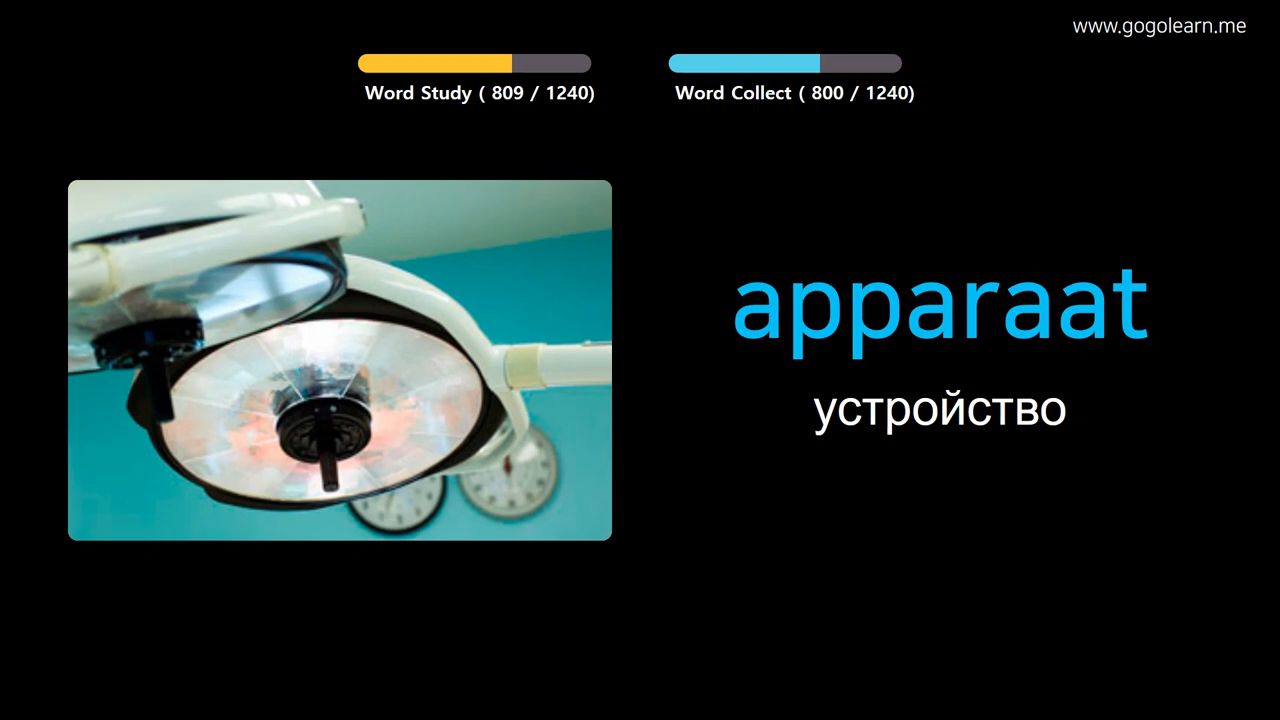 www.gogolearn.me
Word Study ( 809 / 1240)
Word Collect ( 800 / 1240)
apparaat
устройство